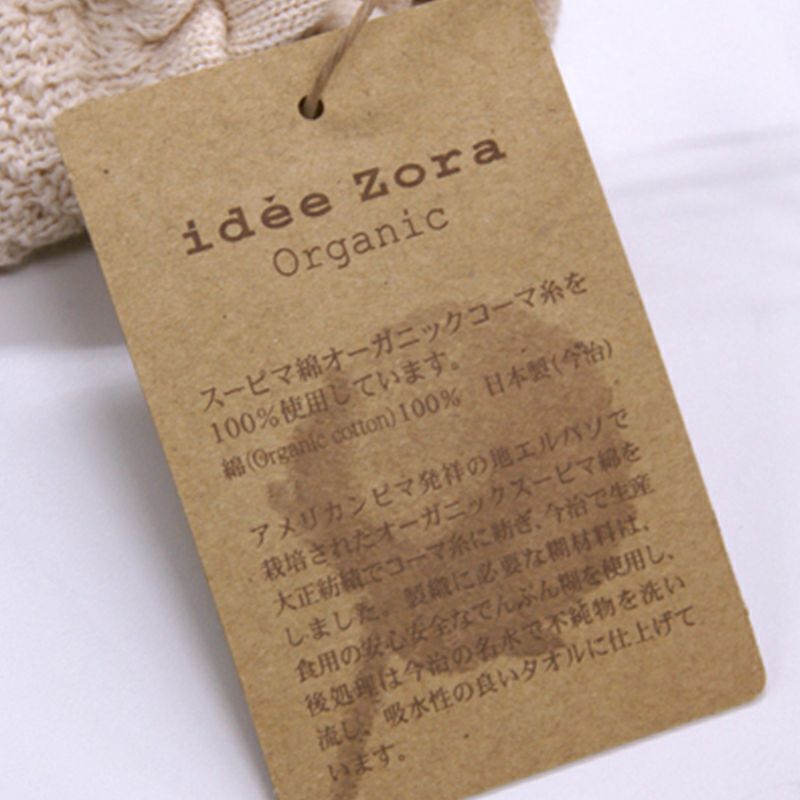 idėe Zora
Organic
スーピマ綿オーガニックコーマ糸を
100%使用しています。
綿(Organic cotton)100% 日本製(今治)
アメリカンピマ発祥の地エルパソで
栽培されたオーガニックスーピマ綿を
大正紡績でコーマ糸に紡ぎ、今治で生産
しました。製織に必要な糊材料は、
食用の安心安全なでんぷん糊を使用し、
後処理は今治の名水で不純物を洗い
流し、吸水性の良いタオルに仕上げて
います。